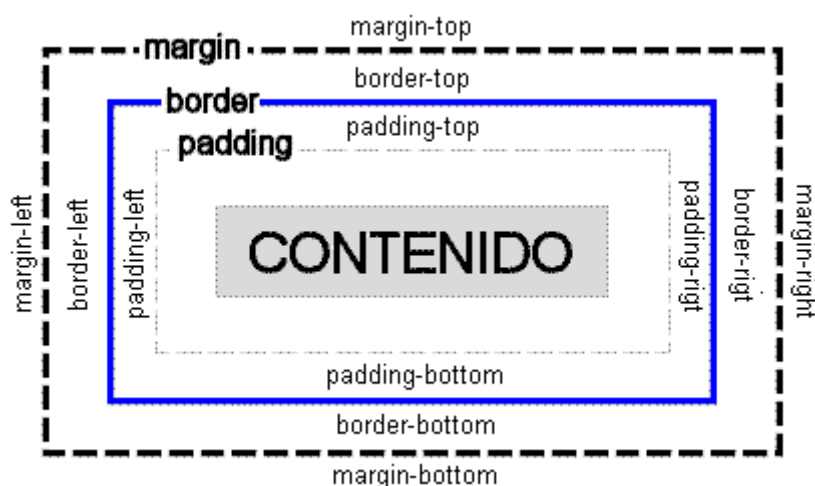 margin-top
margin
border-top
border
padding-top
padding
margin-left
border-left
padding-left
CONTENIDO
padding-rigt
border-rigt
margin-right
padding-bottom
border-bottom
margin-bottom